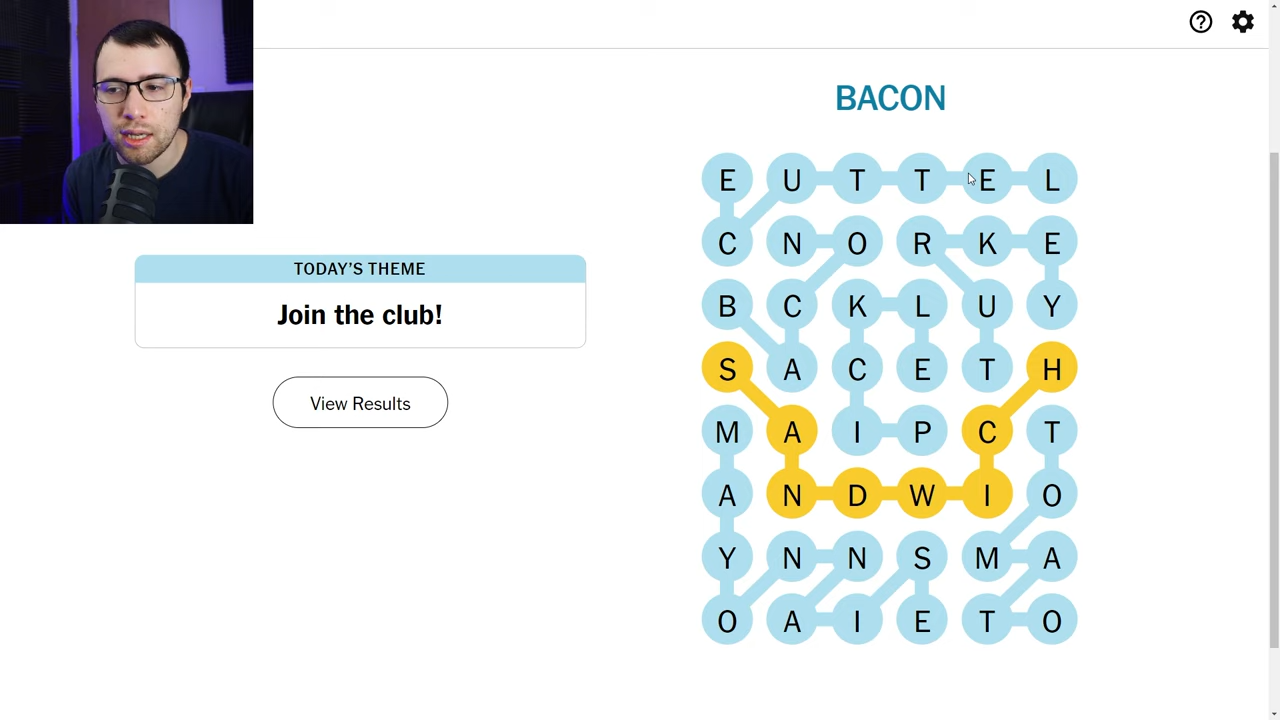 BACON
E U T T E L
C N O R K E
B C K L U Y
TODAY'S THEME
Join the club!
S A C E T H
View Results
M A I P C T
A N D W I O
Y N N S M A
O A I E T O